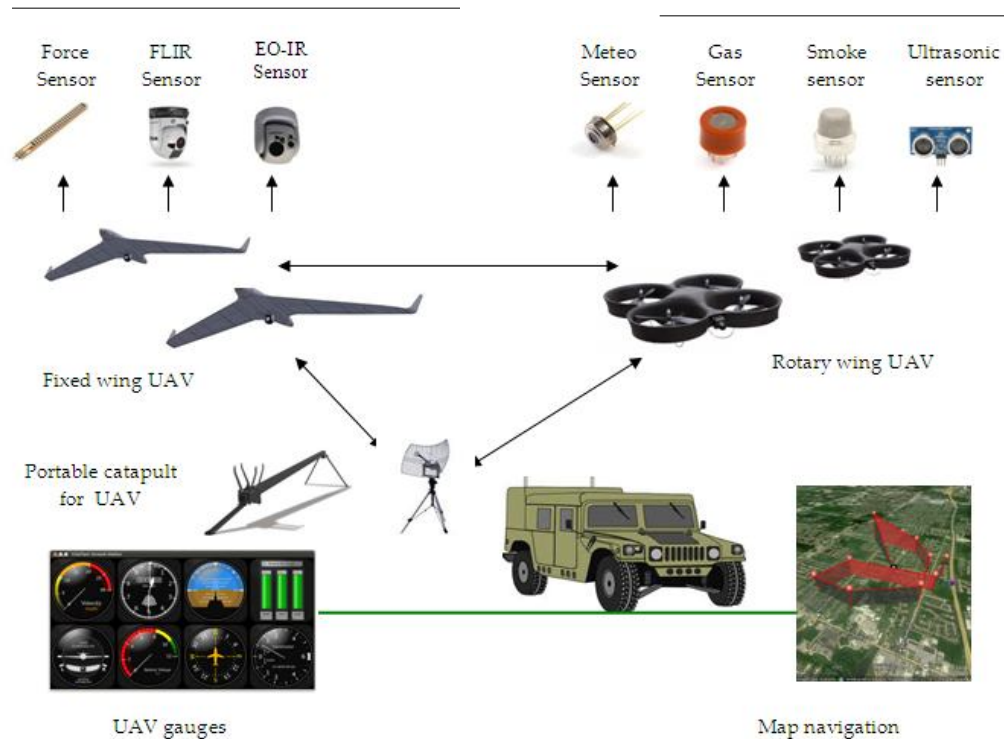 Force
Sensor
FLIR
Sensor
EO-IR
Sensor
Meteo
Sensor
Gas
Sensor
Smoke
sensor
Ultrasonic
sensor
Fixed wing UAV
Rotary wing UAV
Portable catapult
for UAV
Velocity
UAV gauges
Map navigation